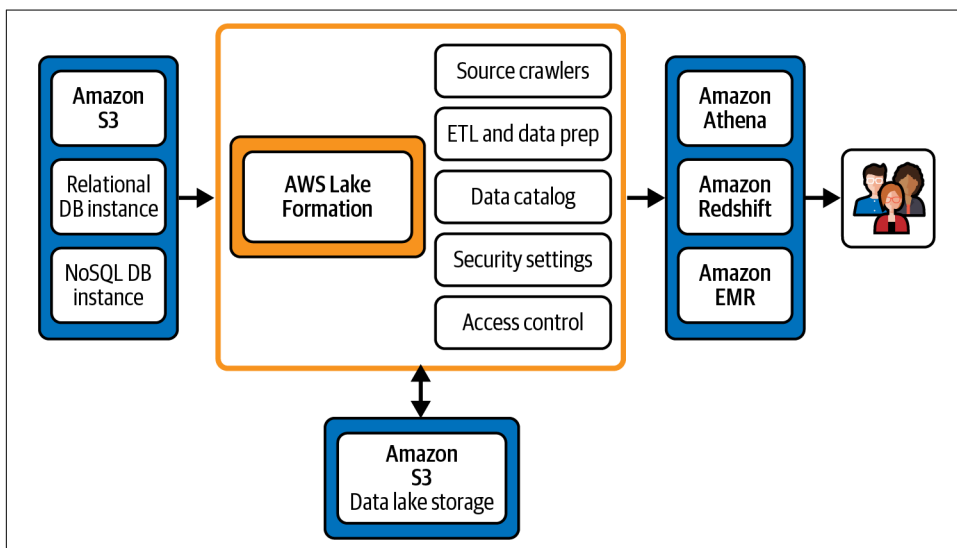 Amazon
S3
Relational
DB instance
NoSQL DB
instance
AWS Lake
Formation
Source crawlers
ETL and data prep
Data catalog
Security settings
Access control
Amazon
Athena
Amazon
Redshift
Amazon
EMR
Amazon
S3
Data lake storage